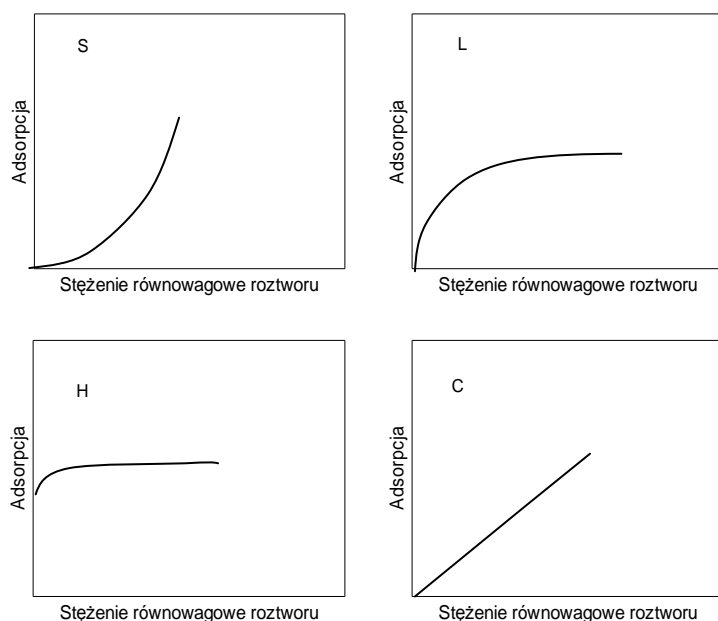 S
Adsorpcja
Stężenie równowagowe roztworu
L
Adsorpcja
Stężenie równowagowe roztworu
H
Adsorpcja
Stężenie równowagowe roztworu
C
Adsorpcja
Stężenie równowagowe roztworu